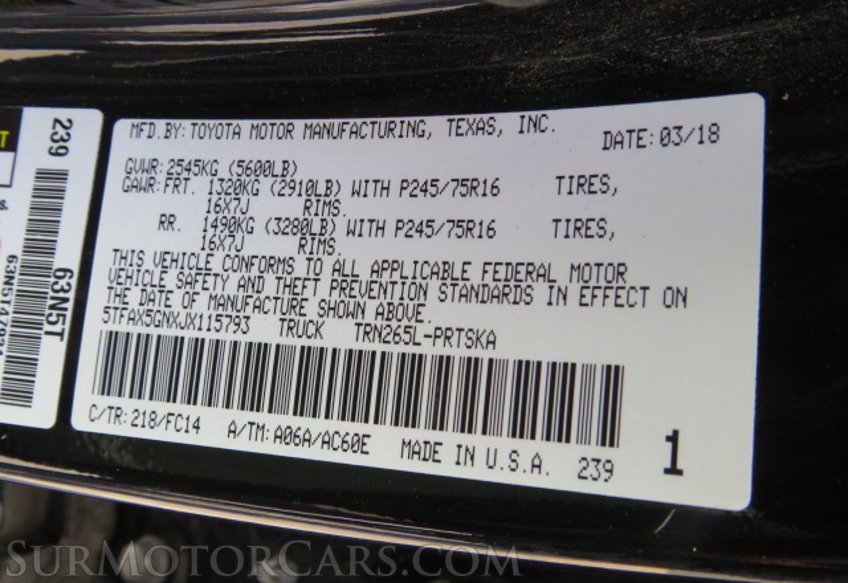 MFD.BY: TOYOTA MOTOR MANUFACTURING, TEXAS, INC. DATE: 03/18
GVWR: 2545KG (5600LB)
GAWR: FRT. 1320KG (2910LB) WITH P245/75R16 TIRES,
16X7J RIMS.
RR. 1490KG (3280LB) WITH P245/75R16 TIRES,
16X7J RIMS.
THIS VEHICLE CONFORMS TO ALL APPLICABLE FEDERAL MOTOR
VEHICLE SAFETY AND THEFT PREVENTION STANDARDS IN EFFECT ON
THE DATE OF MANUFACTURE SHOWN ABOVE.
5TFAX5GNXJX115793 TRUCK TRN265L-PRTSKA
C/TR: 218/FC14 A/TM: A06A/AC60E MADE IN U.S.A. 239 1
239
63N5T
SURMOTORCARS.COM